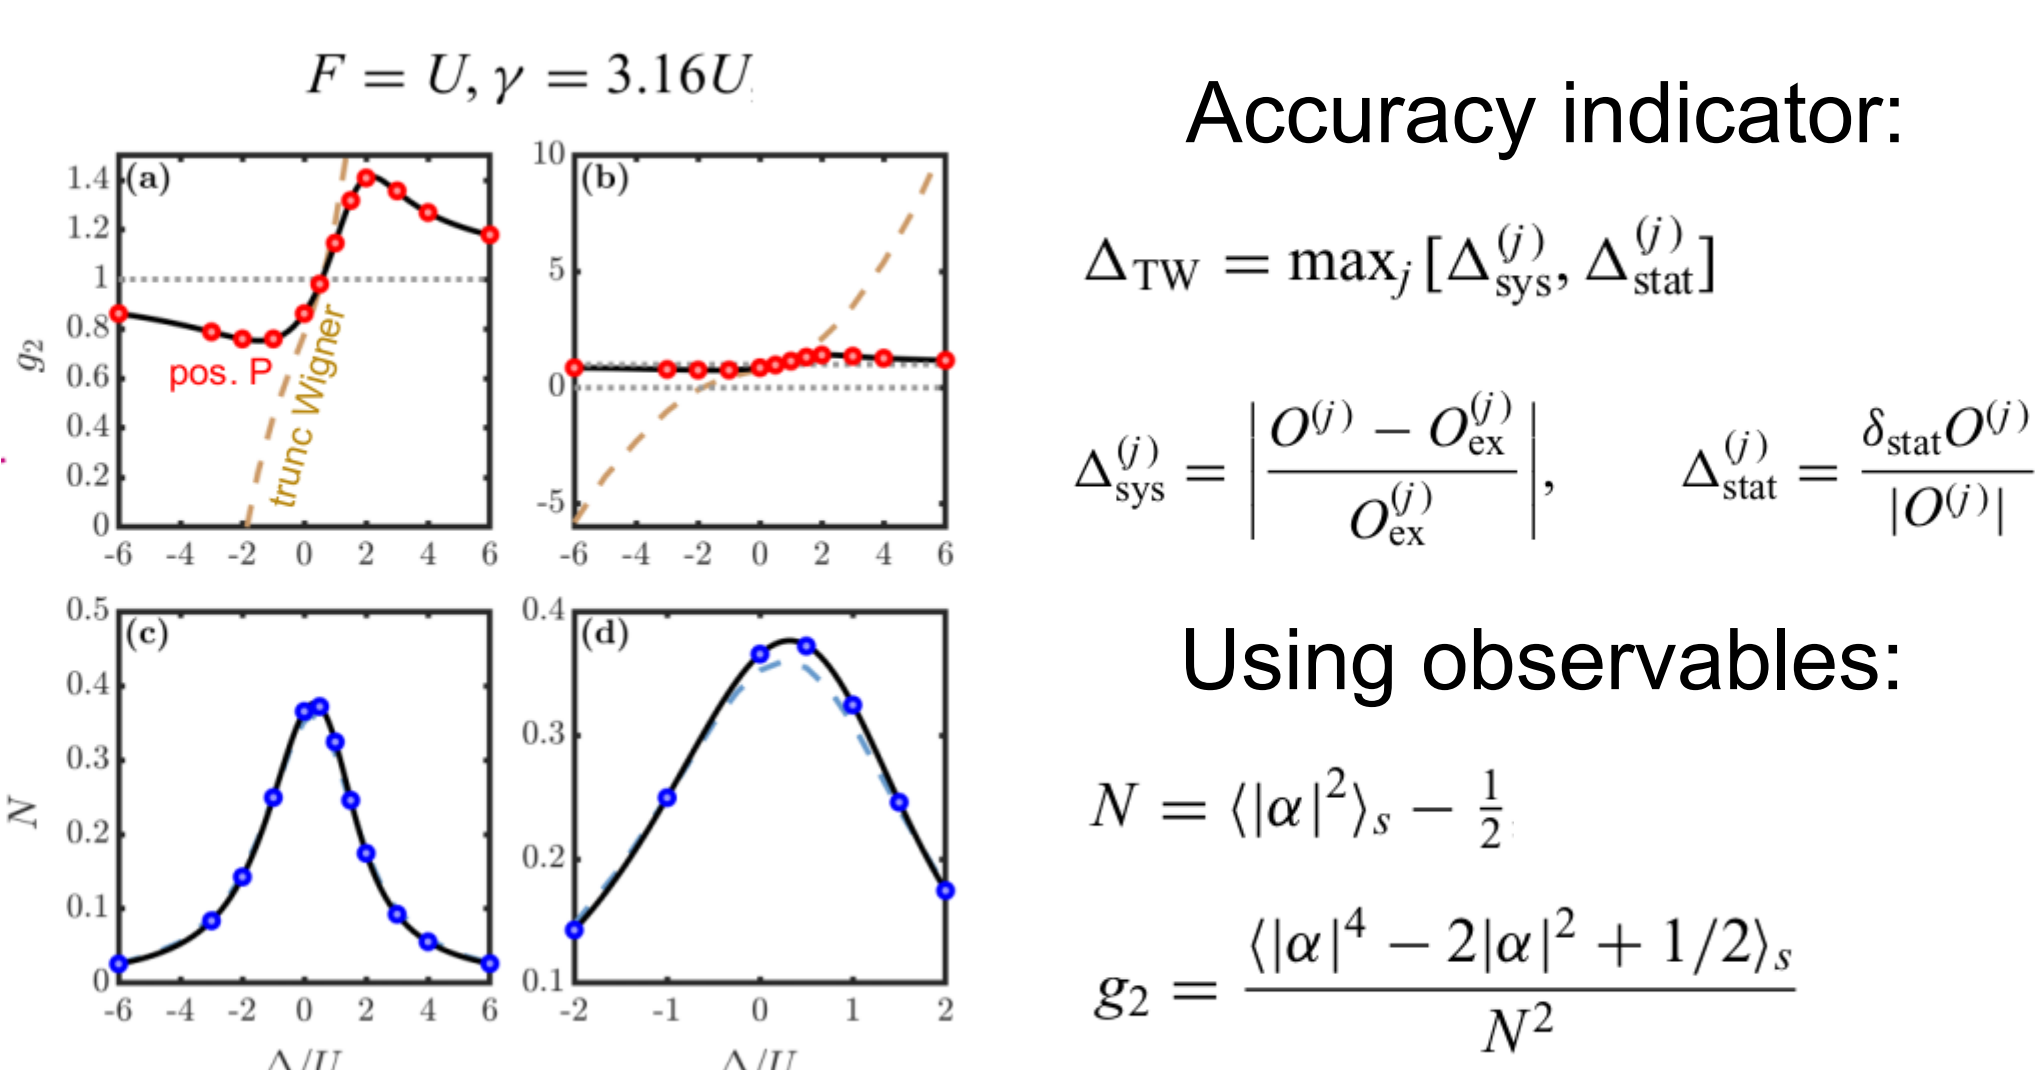 F = U, γ = 3.16U
(a)
1.4
1.2
1
0.8
0.6
0.4
0.2
0
g₂
pos. P
trunc Wigner
-6 -4 -2 0 2 4 6
(b)
10
5
0
-5
-6 -4 -2 0 2 4 6
(c)
0.5
0.4
0.3
0.2
0.1
0
N
-6 -4 -2 0 2 4 6
Δ/U
(d)
0.4
0.3
0.2
0.1
-2 -1 0 1 2
Δ/U
Accuracy indicator:
Δ_TW = max_j [Δ_sys^(j), Δ_stat^(j)]
Δ_sys^(j) = | (O^(j) − O_ex^(j)) / O_ex^(j) |, Δ_stat^(j) = δ_stat O^(j) / |O^(j)|
Using observables:
N = ⟨|α|²⟩_s − 1/2
g₂ = ⟨|α|⁴ − 2|α|² + 1/2⟩_s / N²